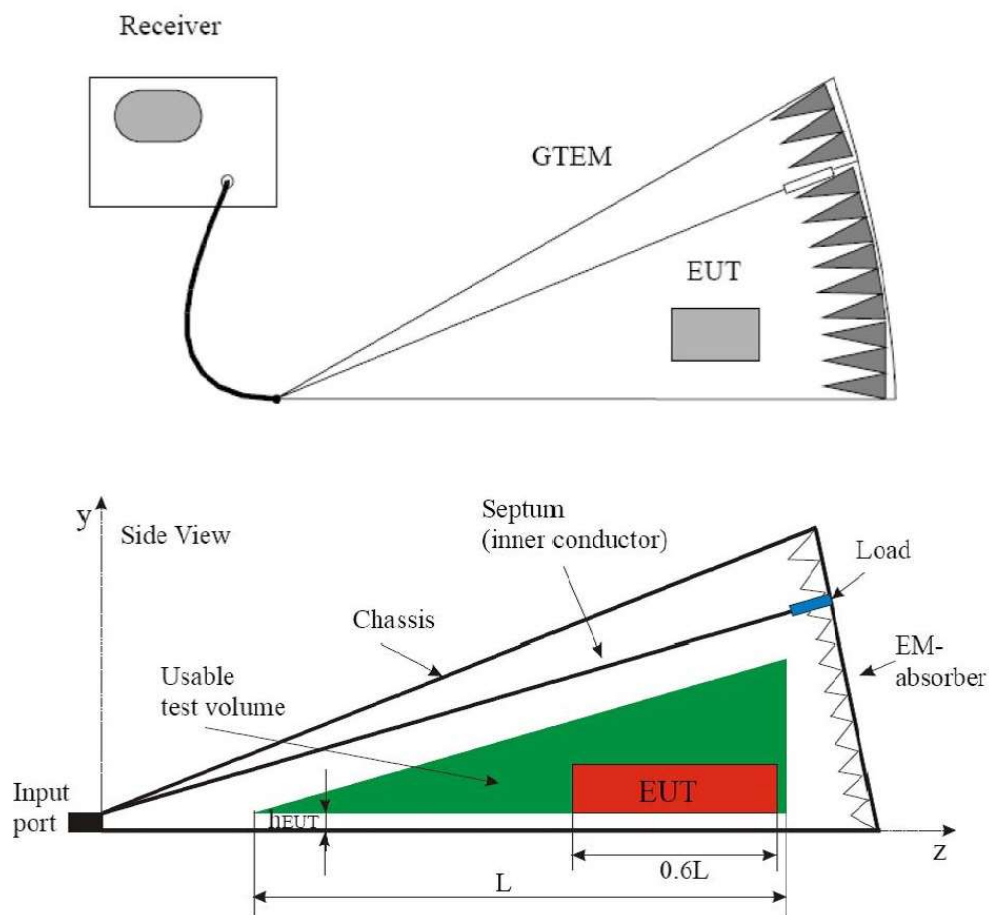 Receiver
GTEM
EUT
y
Side View
Septum
(inner conductor)
Load
Chassis
EM-
absorber
Usable
test volume
Input
port
hEUT
EUT
z
0.6L
L